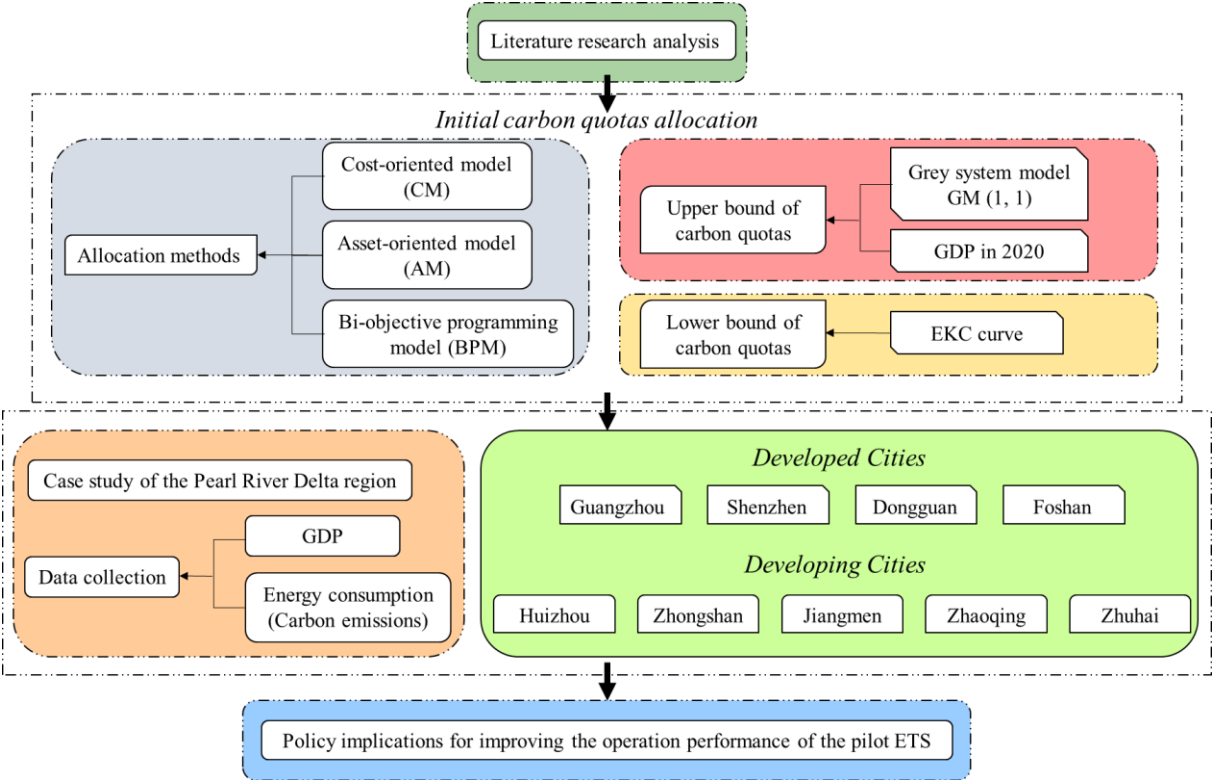 Literature research analysis
Initial carbon quotas allocation
Allocation methods
Cost-oriented model
(CM)
Asset-oriented model
(AM)
Bi-objective programming
model (BPM)
Upper bound of
carbon quotas
Grey system model
GM (1, 1)
GDP in 2020
Lower bound of
carbon quotas
EKC curve
Case study of the Pearl River Delta region
Data collection
GDP
Energy consumption
(Carbon emissions)
Developed Cities
Guangzhou
Shenzhen
Dongguan
Foshan
Developing Cities
Huizhou
Zhongshan
Jiangmen
Zhaoqing
Zhuhai
Policy implications for improving the operation performance of the pilot ETS